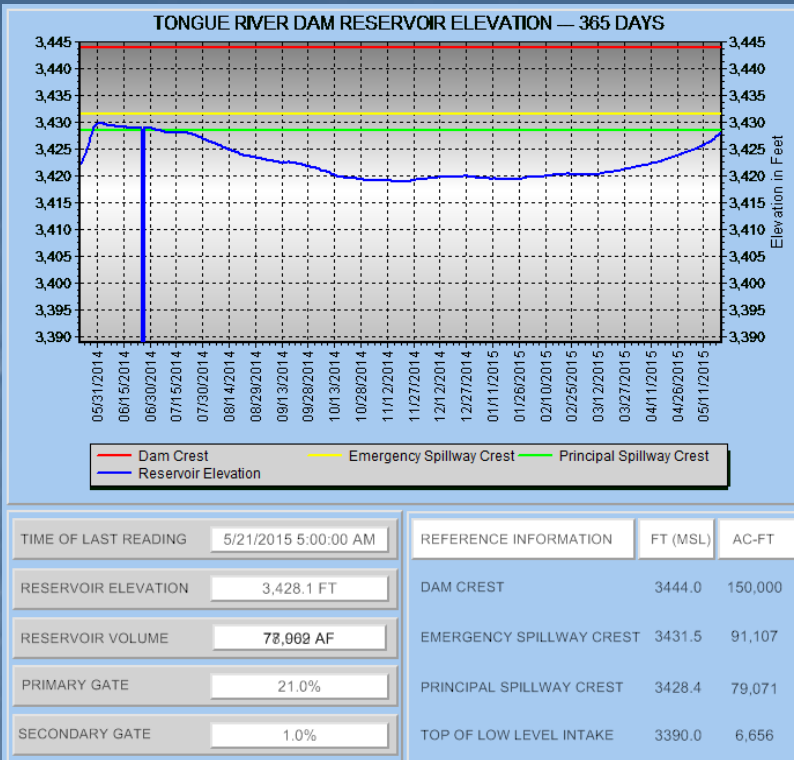 TONGUE RIVER DAM RESERVOIR ELEVATION — 365 DAYS
3,445 3,445
3,440 3,440
3,435 3,435
3,430 3,430
3,425 3,425
3,420 3,420
3,415 3,415
3,410 3,410
3,405 3,405
3,400 3,400
3,395 3,395
3,390 3,390
Elevation in Feet
05/31/2014
06/15/2014
06/30/2014
07/15/2014
07/30/2014
08/14/2014
08/29/2014
09/13/2014
09/28/2014
10/13/2014
10/28/2014
11/12/2014
11/27/2014
12/12/2014
12/27/2014
01/11/2015
01/26/2015
02/10/2015
02/25/2015
03/12/2015
03/27/2015
04/11/2015
04/26/2015
05/11/2015
Dam Crest Emergency Spillway Crest Principal Spillway Crest
Reservoir Elevation
TIME OF LAST READING 5/21/2015 5:00:00 AM
RESERVOIR ELEVATION 3,428.1 FT
RESERVOIR VOLUME AF
PRIMARY GATE 21.0%
SECONDARY GATE 1.0%
REFERENCE INFORMATION FT (MSL) AC-FT
DAM CREST 3444.0 150,000
EMERGENCY SPILLWAY CREST 3431.5 91,107
PRINCIPAL SPILLWAY CREST 3428.4 79,071
TOP OF LOW LEVEL INTAKE 3390.0 6,656